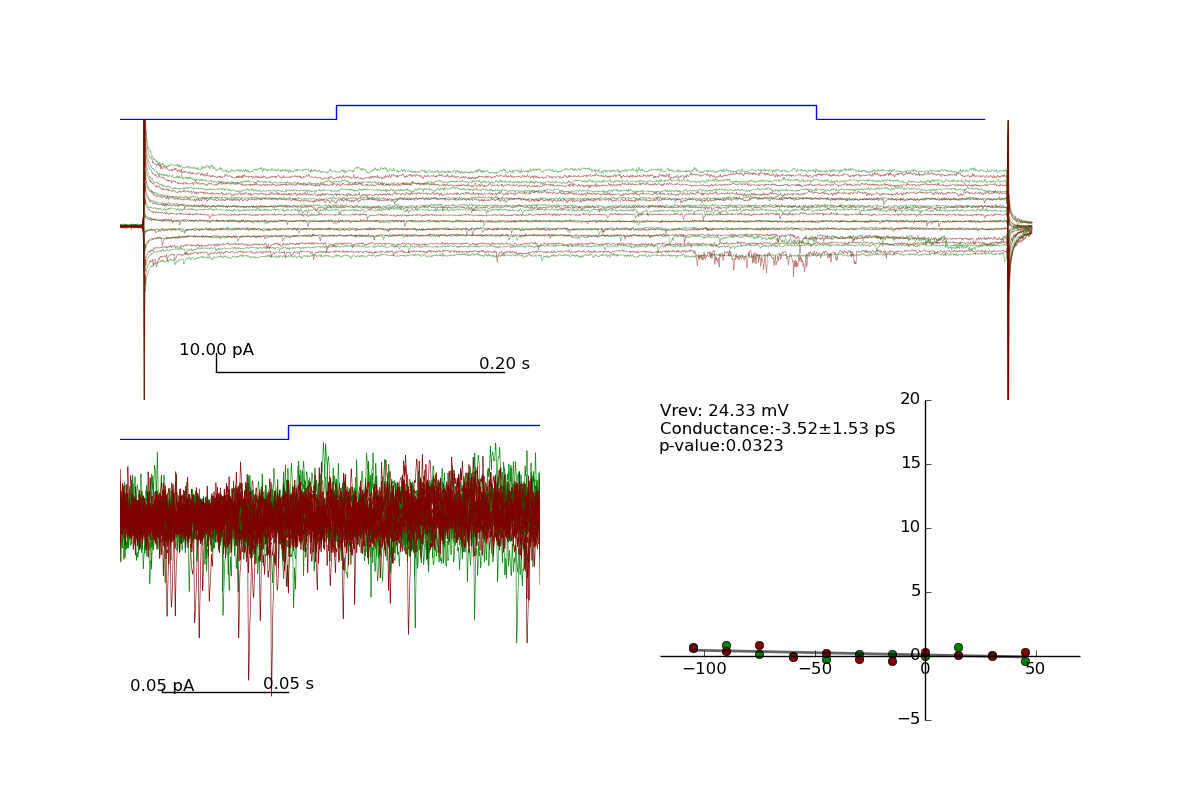 10.00 pA
0.20 s
Vrev: 24.33 mV
Conductance:-3.52±1.53 pS
p-value:0.0323
20
15
10
5
0
−5
−100
−50
0
50
0.05 pA
0.05 s